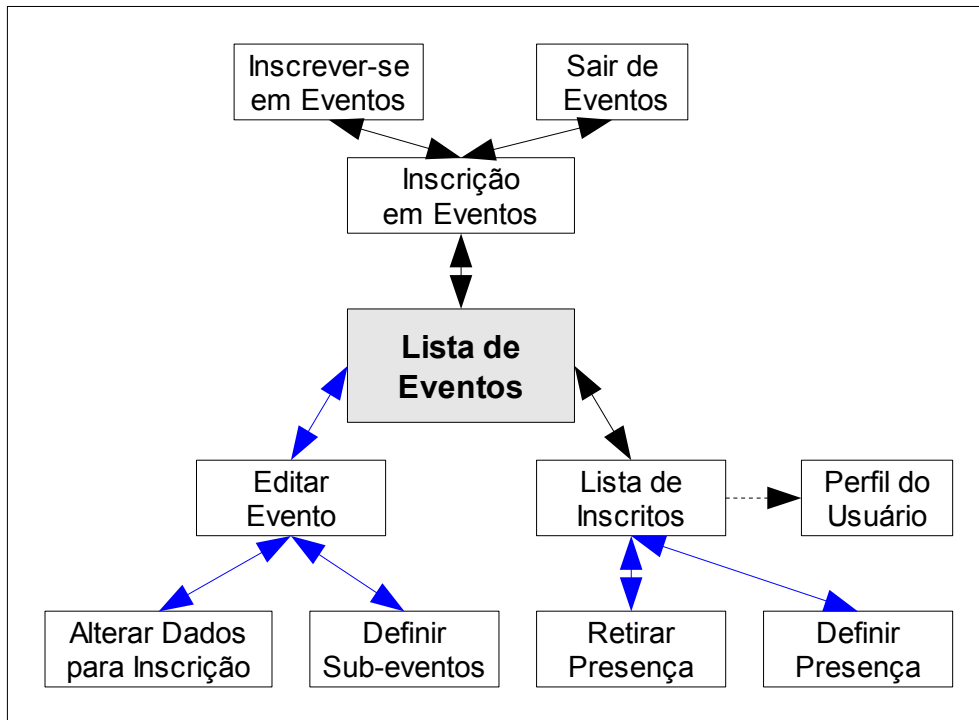 Inscrever-se
em Eventos
Sair de
Eventos
Inscrição
em Eventos
Lista de
Eventos
Editar
Evento
Lista de
Inscritos
Perfil do
Usuário
Alterar Dados
para Inscrição
Definir
Sub-eventos
Retirar
Presença
Definir
Presença